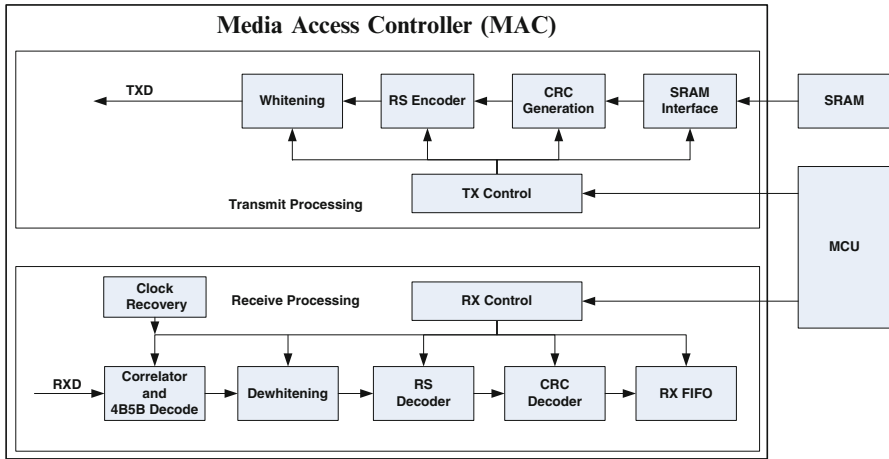 Media Access Controller (MAC)
TXD
Whitening
RS Encoder
CRC
Generation
SRAM
Interface
SRAM
TX Control
Transmit Processing
MCU
Clock
Recovery
Receive Processing
RX Control
RXD
Correlator
and
4B5B Decode
Dewhitening
RS
Decoder
CRC
Decoder
RX FIFO